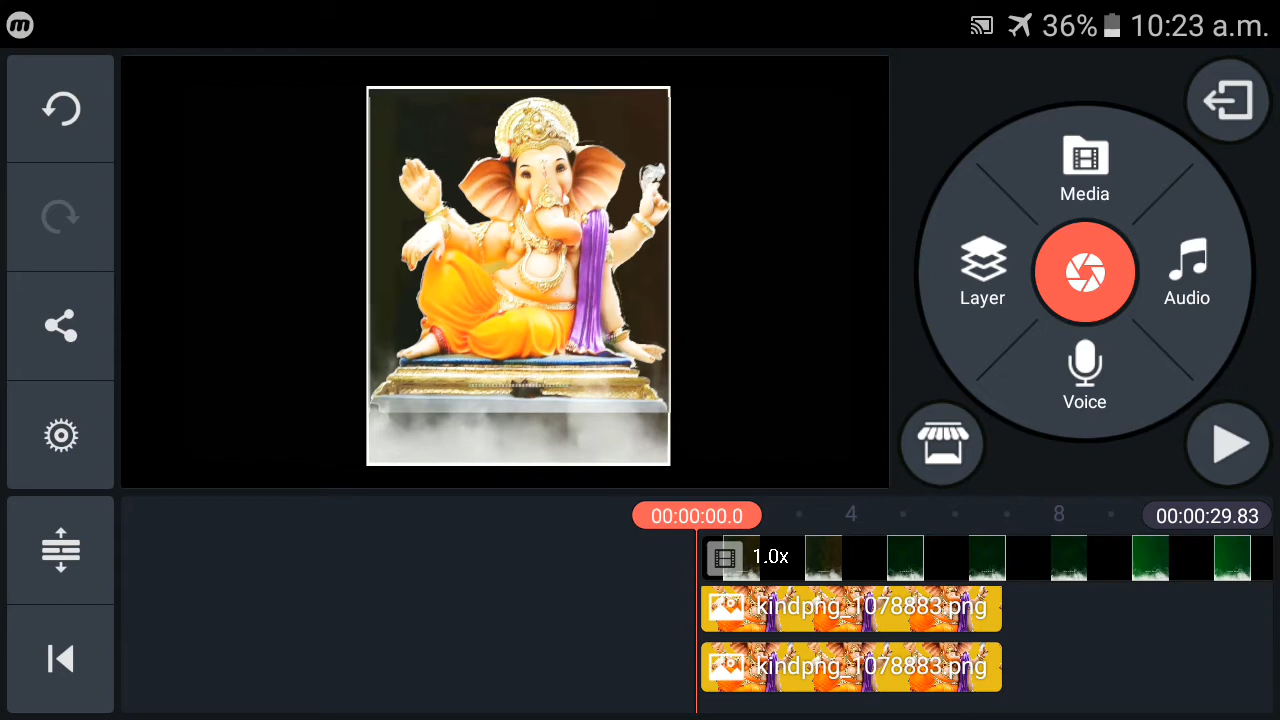 m
36%
10:23 a.m.
Media
Layer
Audio
Voice
00:00:00.0
4
8
00:00:29.83
1.0x
kindpng_1078883.png
kindpng_1078883.png